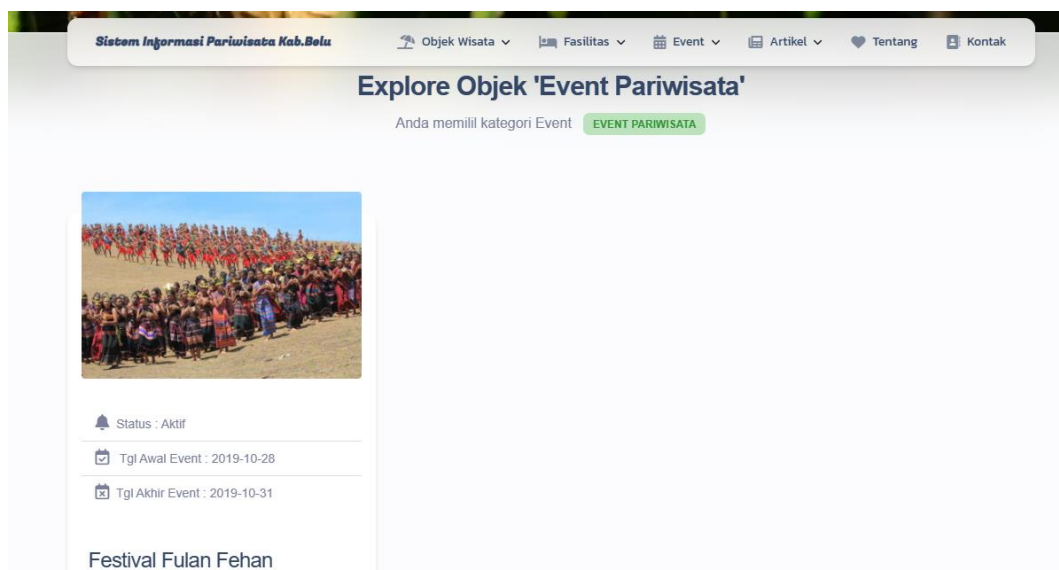 Sistem Informasi Pariwisata Kab.Belu Objek Wisata Fasilitas Event Artikel Tentang Kontak
Explore Objek 'Event Pariwisata'
Anda memilil kategori Event EVENT PARIWISATA
Status : Aktif
Tgl Awal Event : 2019-10-28
Tgl Akhir Event : 2019-10-31
Festival Fulan Fehan